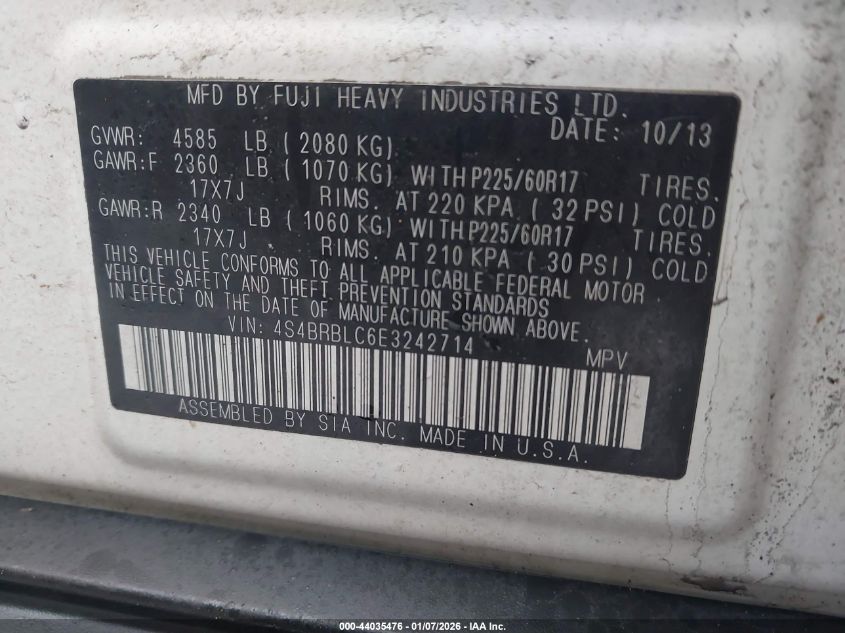 MFD BY FUJI HEAVY INDUSTRIES LTD.
DATE: 10/13
GVWR: 4585 LB ( 2080 KG)
GAWR:F 2360 LB ( 1070 KG) WITH P225/60R17 TIRES.
17X7J RIMS. AT 220 KPA ( 32 PSI) COLD
GAWR:R 2340 LB ( 1060 KG) WITH P225/60R17 TIRES.
17X7J RIMS. AT 210 KPA ( 30 PSI) COLD
THIS VEHICLE CONFORMS TO ALL APPLICABLE FEDERAL MOTOR
VEHICLE SAFETY AND THEFT PREVENTION STANDARDS
IN EFFECT ON THE DATE OF MANUFACTURE SHOWN ABOVE.
VIN: 4S4BRBLC6E3242714
MPV
ASSEMBLED BY SIA INC. MADE IN U.S.A.
000-44035476 - 01/07/2026 - IAA Inc.